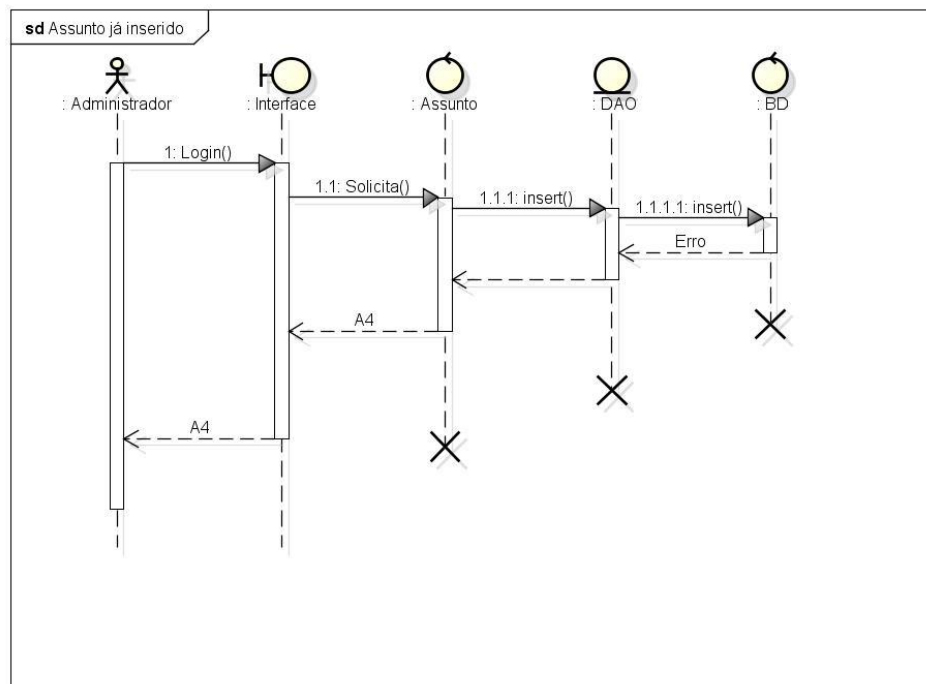 sd Assunto já inserido
: Administrador
: Interface
: Assunto
: DAO
: BD
1: Login()
1.1: Solicita()
1.1.1: insert()
1.1.1.1: insert()
Erro
A4
A4